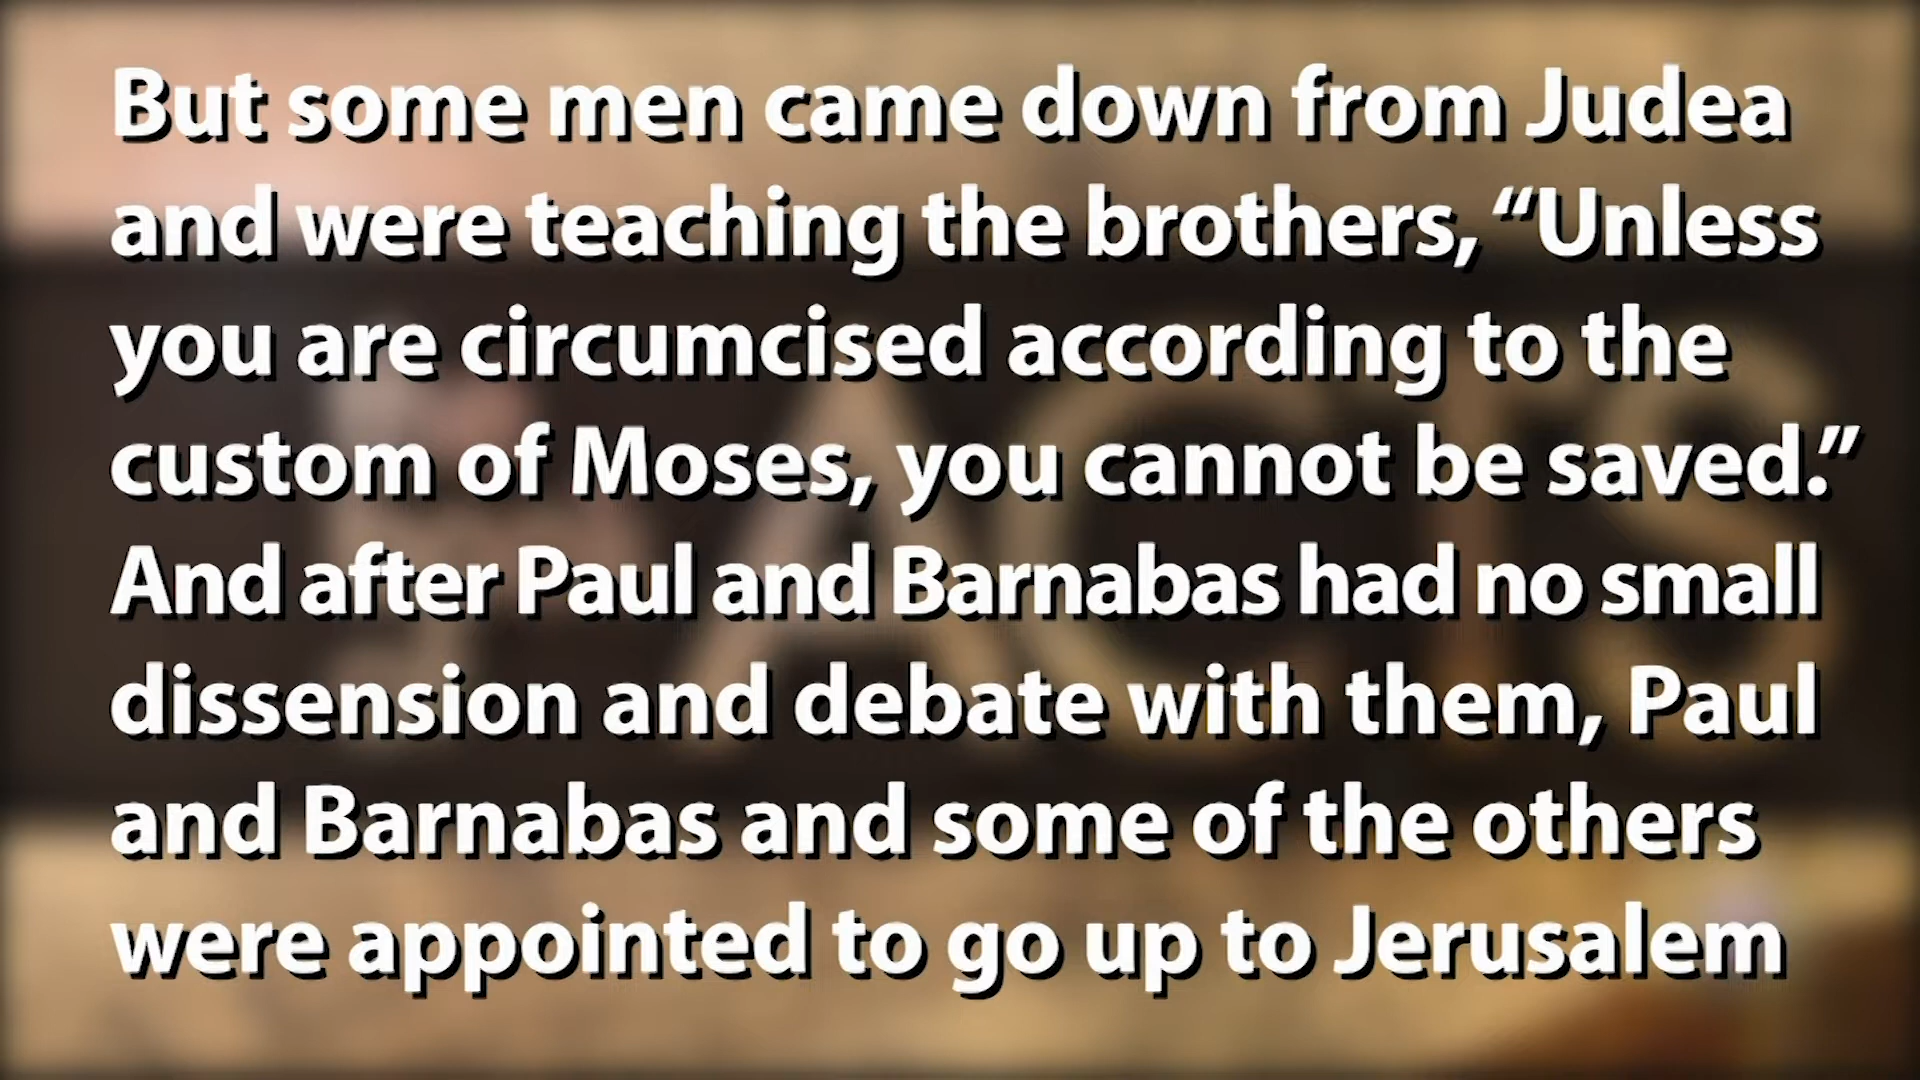 But some men came down from Judea
and were teaching the brothers, “Unless
you are circumcised according to the
custom of Moses, you cannot be saved.”
And after Paul and Barnabas had no small
dissension and debate with them, Paul
and Barnabas and some of the others
were appointed to go up to Jerusalem
ACTS